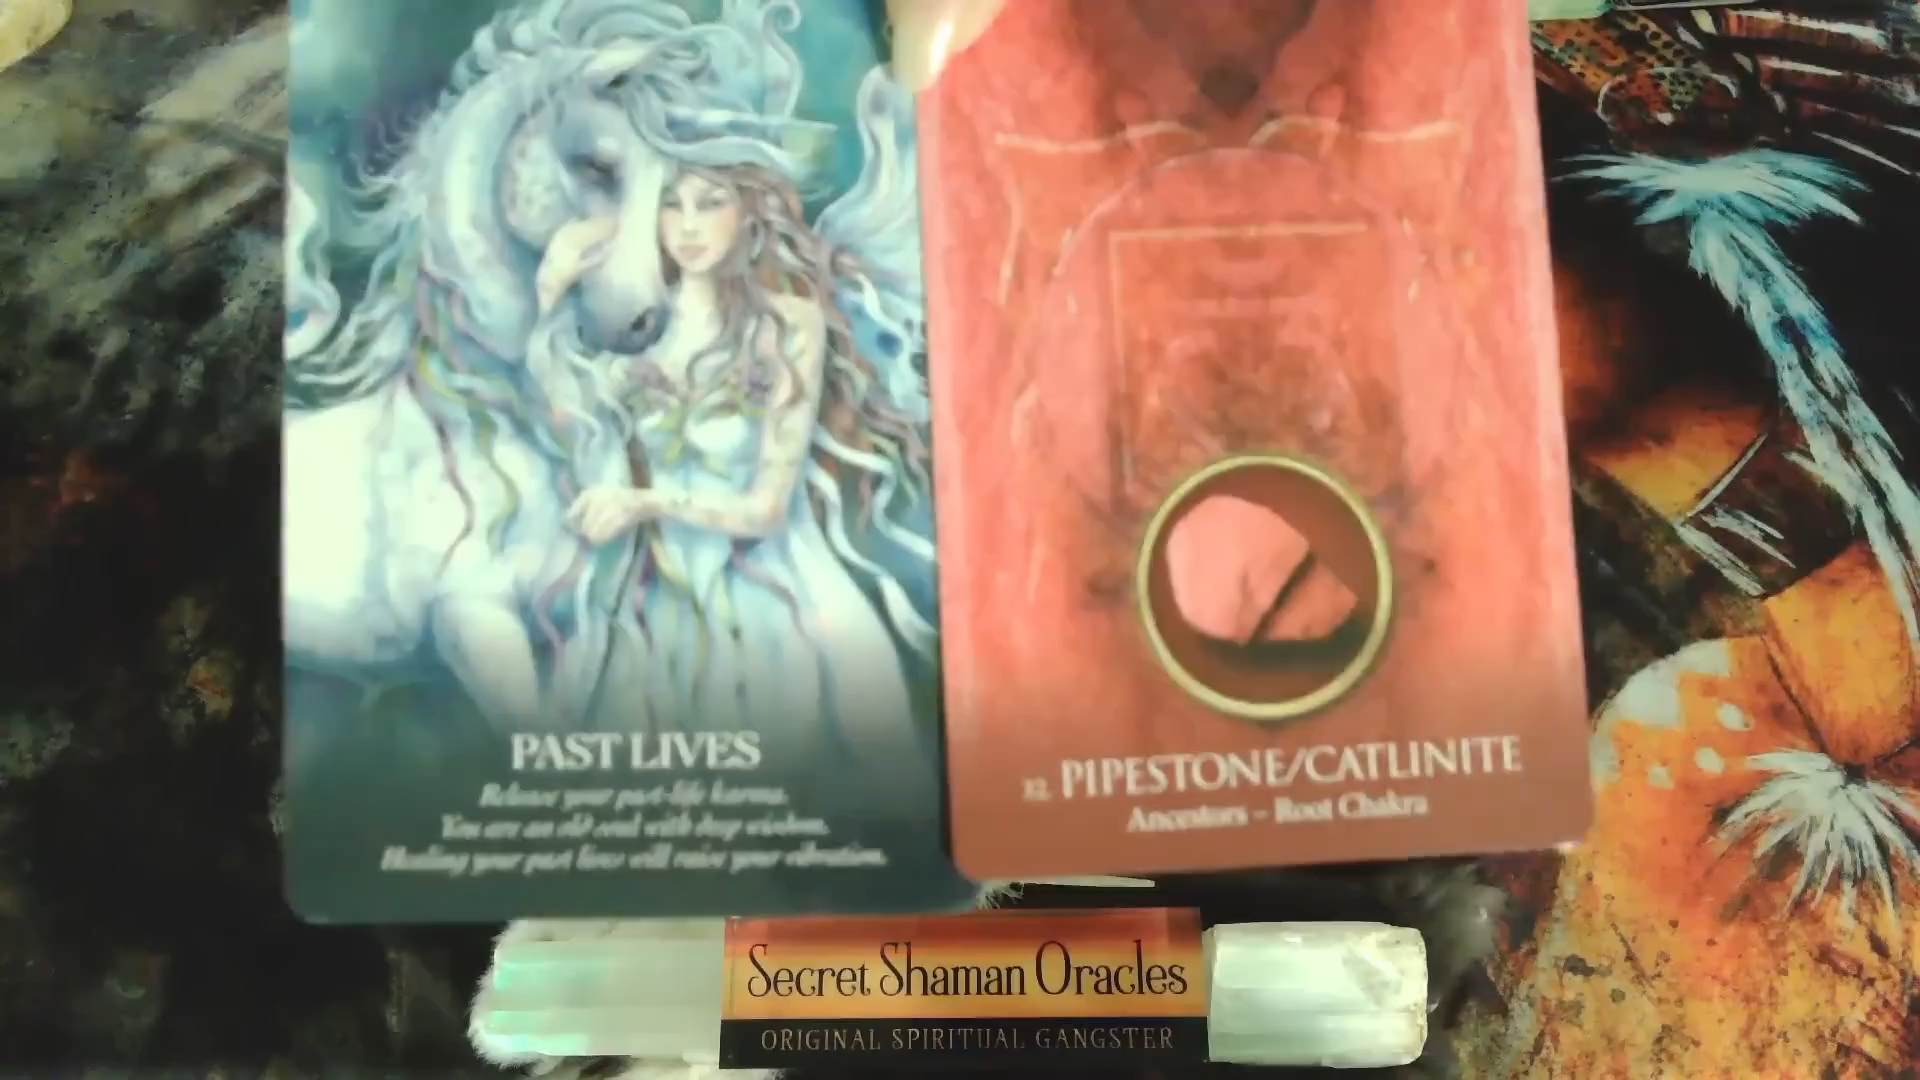 PAST LIVES
Release your past-life karma.
You are an old soul with deep wisdom.
Healing your past lives will raise your vibration.
PIPESTONE/CATLINITE
Ancestors - Root Chakra
Secret Shaman Oracles
ORIGINAL SPIRITUAL GANGSTER